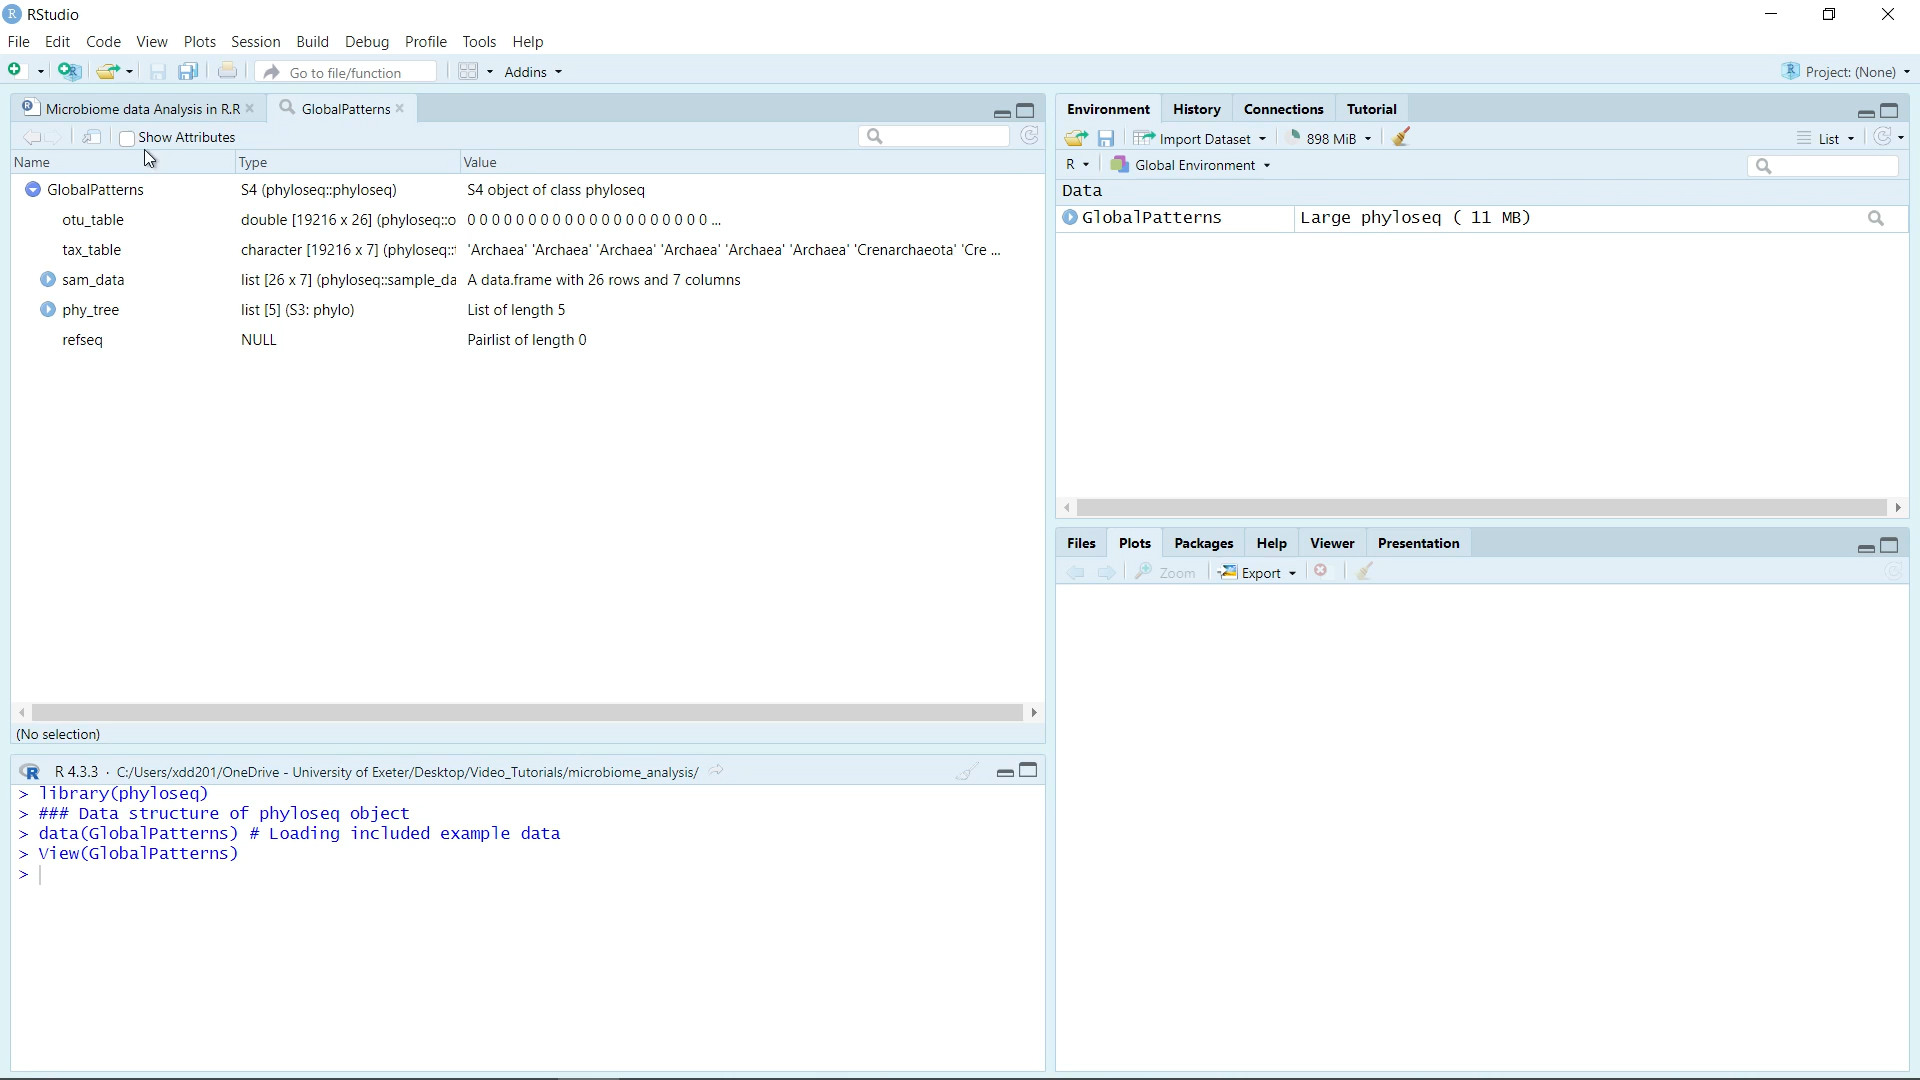 RStudio
File Edit Code View Plots Session Build Debug Profile Tools Help
Go to file/function Addins Project: (None)
Microbiome data Analysis in R.R GlobalPatterns
Show Attributes
Name Type Value
GlobalPatterns S4 (phyloseq::phyloseq) S4 object of class phyloseq
otu_table double [19216 x 26] (phyloseq::o 0 0 0 0 0 0 0 0 0 0 0 0 0 0 0 0 0 0 0 0 ...
tax_table character [19216 x 7] (phyloseq:: 'Archaea' 'Archaea' 'Archaea' 'Archaea' 'Archaea' 'Archaea' 'Crenarchaeota' 'Cre ...
sam_data list [26 x 7] (phyloseq::sample_da A data.frame with 26 rows and 7 columns
phy_tree list [5] (S3: phylo) List of length 5
refseq NULL Pairlist of length 0
(No selection)
R 4.3.3 · C:/Users/xdd201/OneDrive - University of Exeter/Desktop/Video_Tutorials/microbiome_analysis/
> library(phyloseq)
> ### Data structure of phyloseq object
> data(GlobalPatterns) # Loading included example data
> View(GlobalPatterns)
>
Environment History Connections Tutorial
Import Dataset 898 MiB List
R Global Environment
Data
GlobalPatterns Large phyloseq ( 11 MB)
Files Plots Packages Help Viewer Presentation
Zoom Export